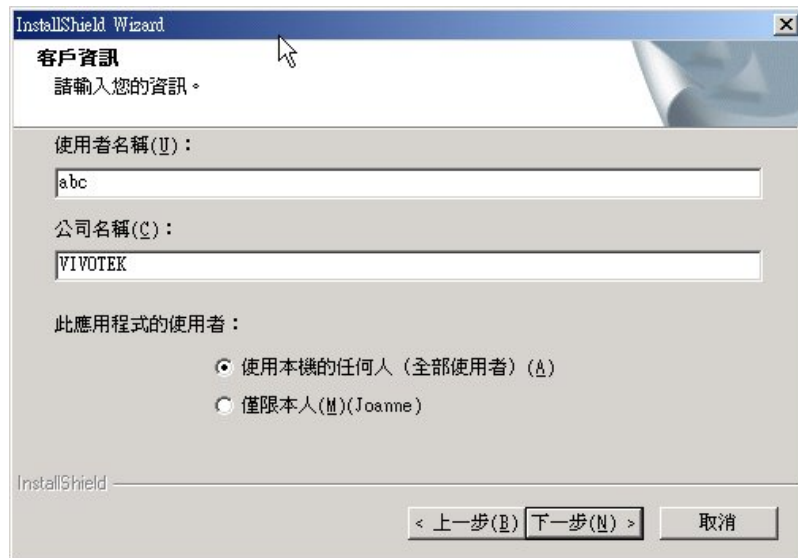 InstallShield Wizard
客戶資訊
請輸入您的資訊。
使用者名稱(U)：
abc
公司名稱(C)：
VIVOTEK
此應用程式的使用者：
使用本機的任何人（全部使用者）(A)
僅限本人(M)(Joanne)
InstallShield
< 上一步(B) 下一步(N) > 取消